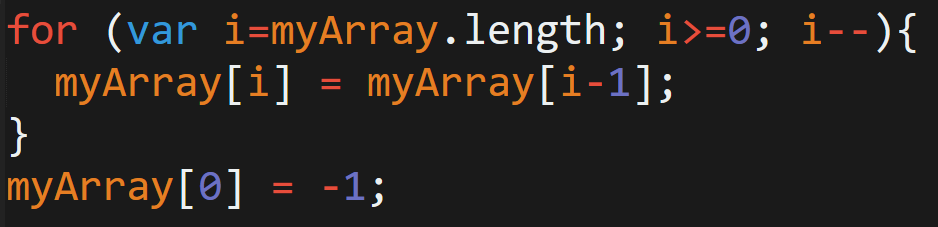 for (var i=myArray.length; i>=0; i--){
  myArray[i] = myArray[i-1];
}
myArray[0] = -1;